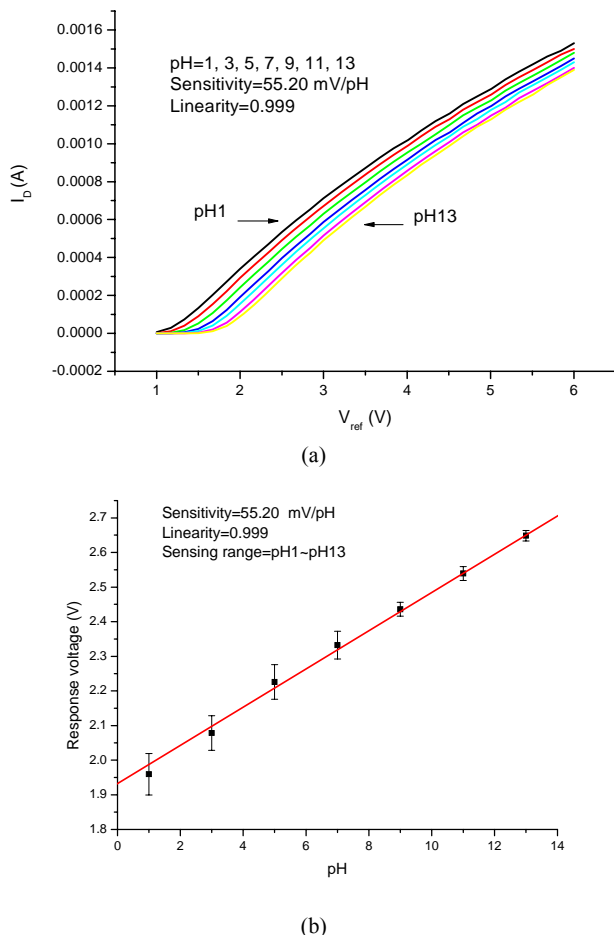 0.0016
0.0014
0.0012
0.0010
0.0008
0.0006
0.0004
0.0002
0.0000
-0.0002
I_D (A)
pH=1, 3, 5, 7, 9, 11, 13
Sensitivity=55.20 mV/pH
Linearity=0.999
pH1
pH13
1 2 3 4 5 6
V_ref (V)
(a)
2.7
2.6
2.5
2.4
2.3
2.2
2.1
2.0
1.9
1.8
Response voltage (V)
Sensitivity=55.20 mV/pH
Linearity=0.999
Sensing range=pH1~pH13
0 2 4 6 8 10 12 14
pH
(b)